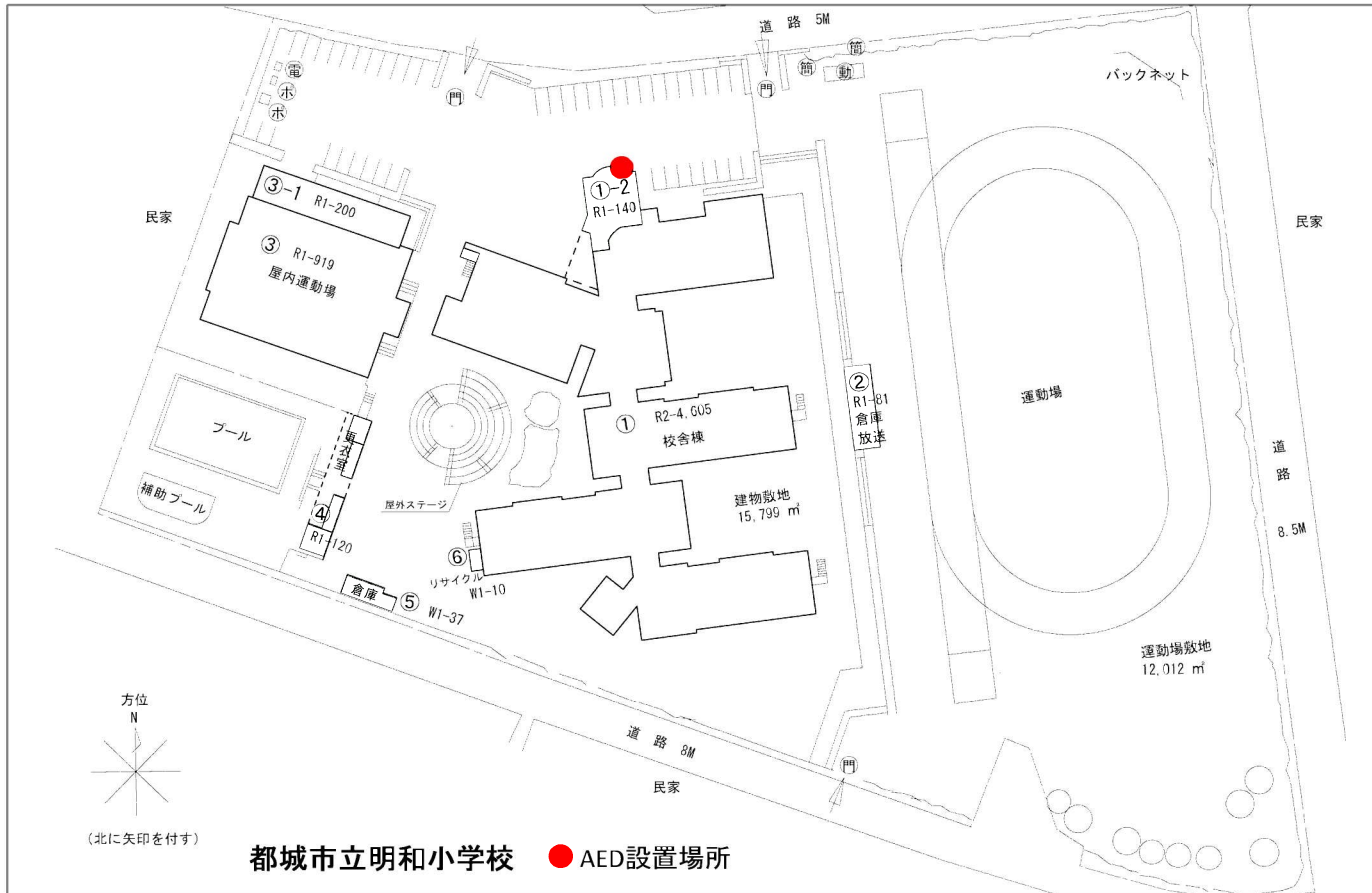 道 路 5M
簡
簡
動
バックネット
電
ポ
ポ
門
門
③-1 R1-200
民家
③ R1-919
屋内運動場
①-2
R1-140
民家
② R1-81
倉庫
放送
運動場
① R2-4,605
校舎棟
プール
更衣室
補助プール
屋外ステージ
④
R1-120
建物敷地
15,799 ㎡
道
路
8.5M
⑥
リサイクル
W1-10
倉庫
⑤ W1-37
運動場敷地
12,012 ㎡
方位
N
道 路 8M
門
民家
(北に矢印を付す)
都城市立明和小学校
AED設置場所